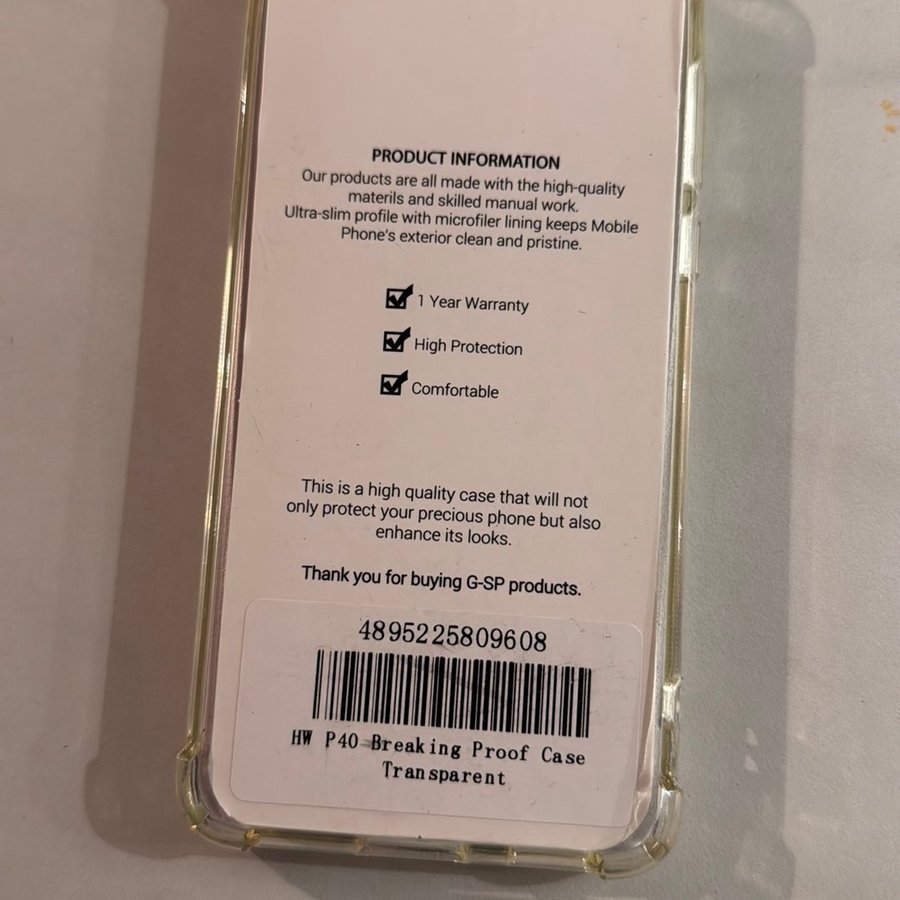 PRODUCT INFORMATION
Our products are all made with the high-quality
materils and skilled manual work.
Ultra-slim profile with microfiler lining keeps Mobile
Phone's exterior clean and pristine.
1 Year Warranty
High Protection
Comfortable
This is a high quality case that will not
only protect your precious phone but also
enhance its looks.
Thank you for buying G-SP products.
4895225809608
HW P40 Breaking Proof Case
Transparent